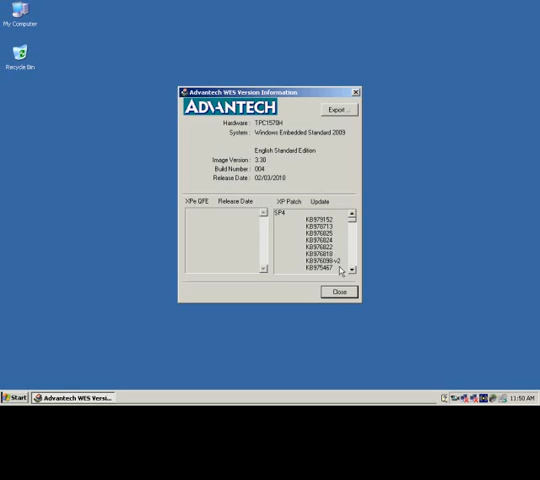 My Computer
Recycle Bin
Advantech WES Version Information
ADVANTECH
Export ...
Hardware : TPC1570H
System : Windows Embedded Standard 2009
English Standard Edition
Image Version : 3.30
Build Number : 004
Release Date : 02/03/2010
XPe QFE Release Date
XP Patch Update
SP4
KB979152
KB978713
KB976825
KB976824
KB976822
KB976818
KB976098-v2
KB975467
Close
Start
Advantech WES Versi...
11:50 AM